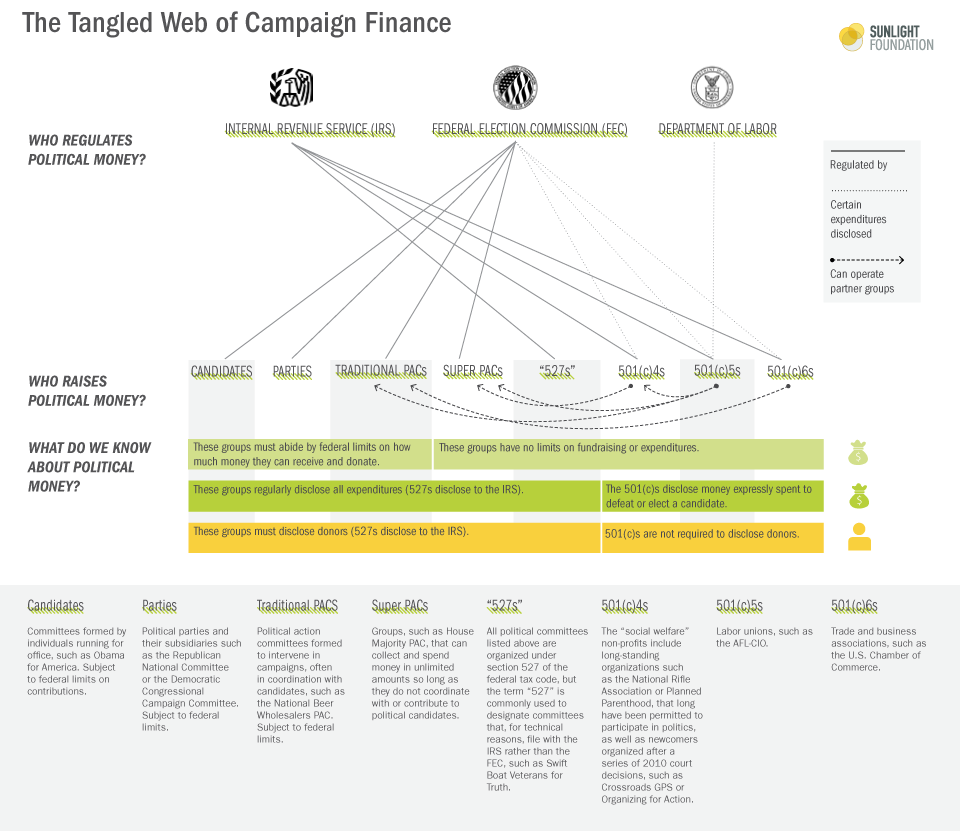 The Tangled Web of Campaign Finance
SUNLIGHT
FOUNDATION
INTERNAL REVENUE SERVICE (IRS)
FEDERAL ELECTION COMMISSION (FEC)
DEPARTMENT OF LABOR
WHO REGULATES
POLITICAL MONEY?
Regulated by
Certain
expenditures
disclosed
Can operate
partner groups
WHO RAISES
POLITICAL MONEY?
CANDIDATES
PARTIES
TRADITIONAL PACs
SUPER PACs
“527s”
501(c)4s
501(c)5s
501(c)6s
WHAT DO WE KNOW
ABOUT POLITICAL
MONEY?
These groups must abide by federal limits on how
much money they can receive and donate.
These groups have no limits on fundraising or expenditures.
$
These groups regularly disclose all expenditures (527s disclose to the IRS).
The 501(c)s disclose money expressly spent to
defeat or elect a candidate.
$
These groups must disclose donors (527s disclose to the IRS).
501(c)s are not required to disclose donors.
Candidates
Committees formed by
individuals running for
office, such as Obama
for America. Subject
to federal limits on
contributions.
Parties
Political parties and
their subsidiaries such
as the Republican
National Committee
or the Democratic
Congressional
Campaign Committee.
Subject to federal
limits.
Traditional PACS
Political action
committees formed
to intervene in
campaigns, often
in coordination with
candidates, such as
the National Beer
Wholesalers PAC.
Subject to federal
limits.
Super PACs
Groups, such as House
Majority PAC, that can
collect and spend
money in unlimited
amounts so long as
they do not coordinate
with or contribute to
political candidates.
“527s”
All political committees
listed above are
organized under
section 527 of the
federal tax code, but
the term “527” is
commonly used to
designate committees
that, for technical
reasons, file with the
IRS rather than the
FEC, such as Swift
Boat Veterans for
Truth.
501(c)4s
The “social welfare”
non-profits include
long-standing
organizations such
as the National Rifle
Association or Planned
Parenthood, that long
have been permitted to
participate in politics,
as well as newcomers
organized after a
series of 2010 court
decisions, such as
Crossroads GPS or
Organizing for Action.
501(c)5s
Labor unions, such as
the AFL-CIO.
501(c)6s
Trade and business
associations, such as
the U.S. Chamber of
Commerce.